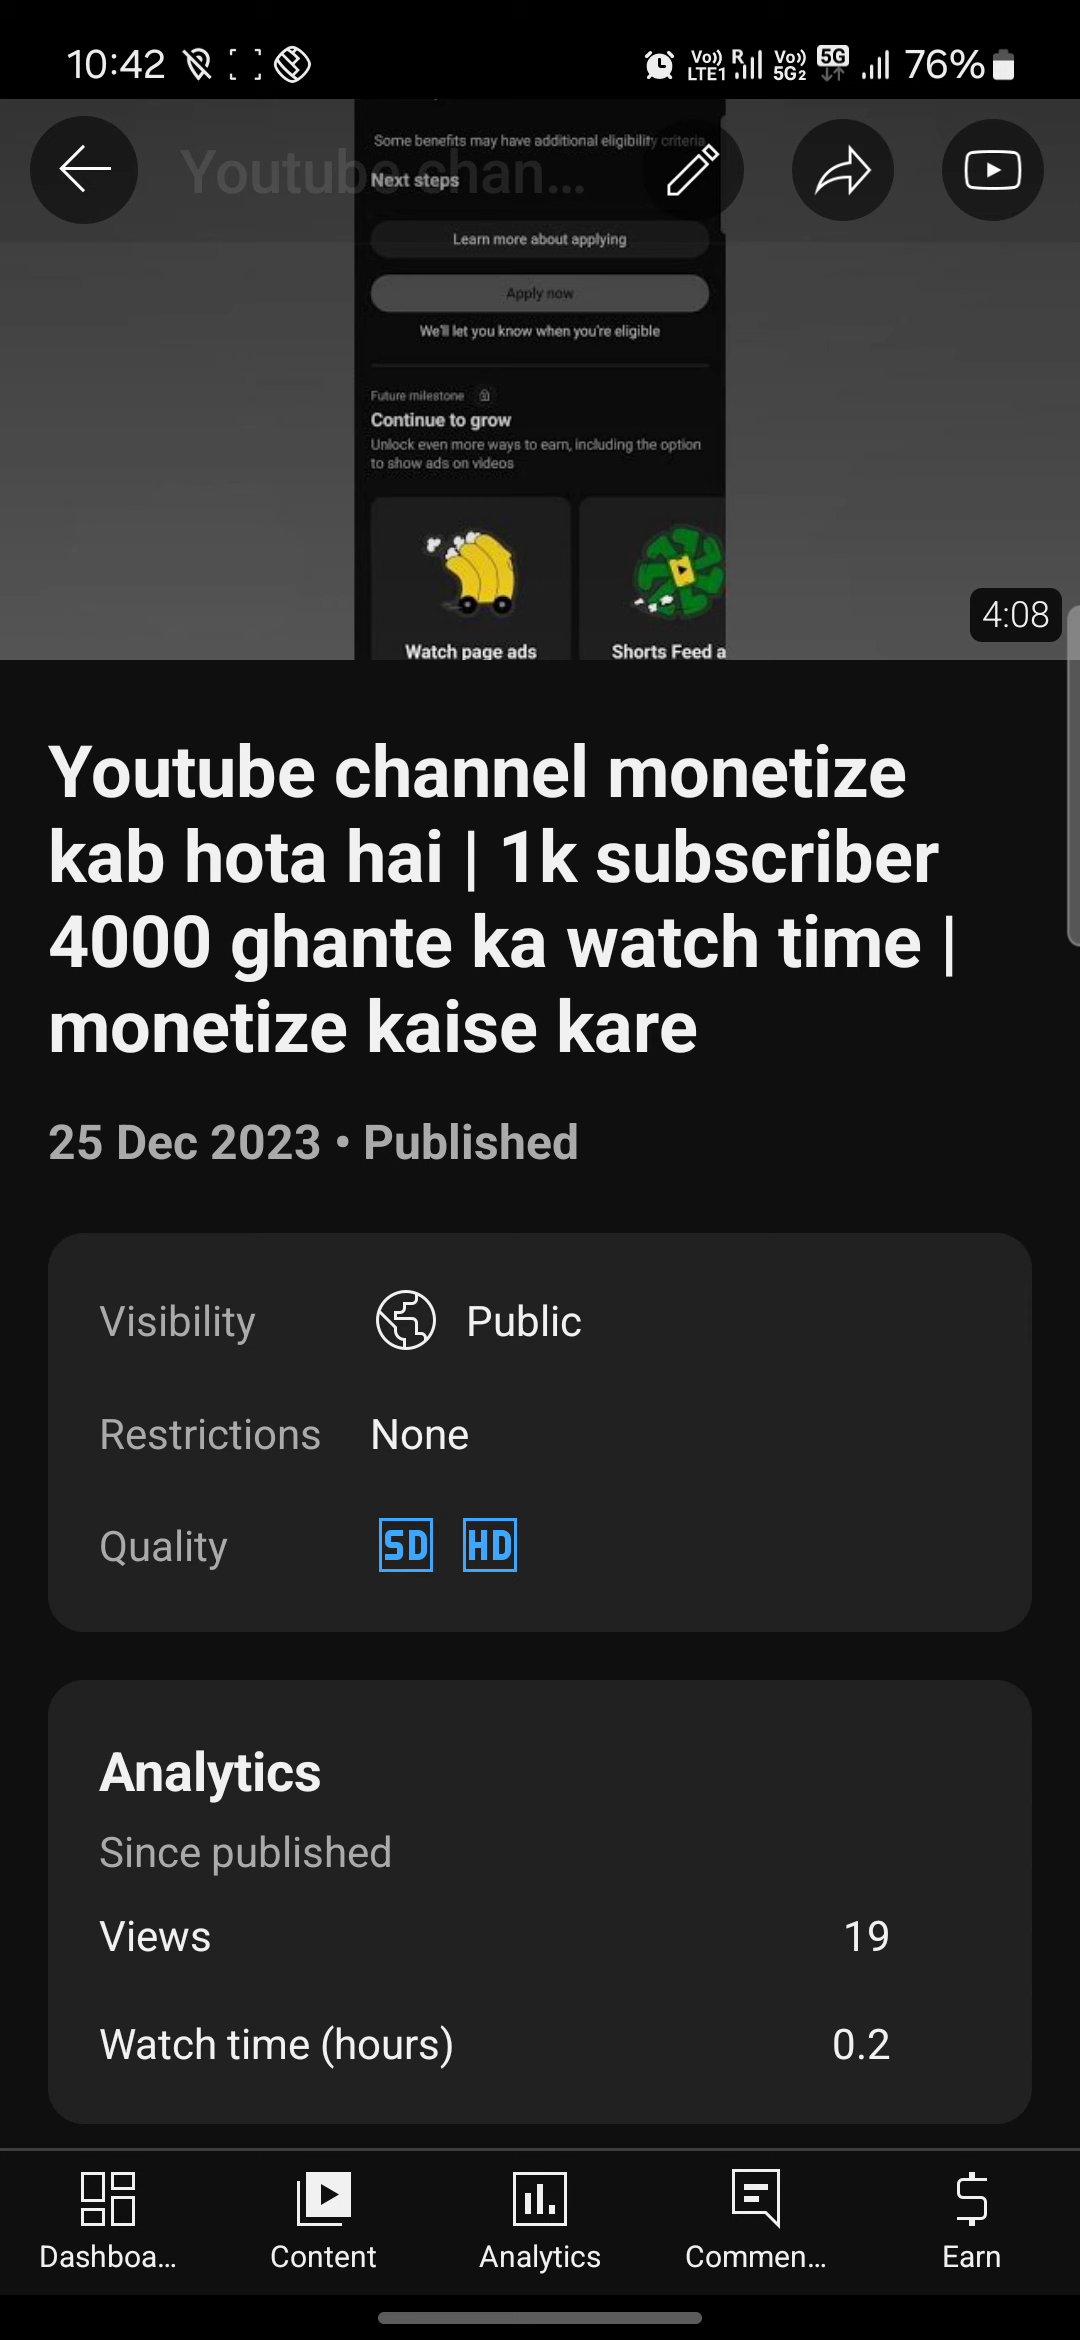 10:42
Vo)) LTE1 R Vo)) 5G2 5G 76%
Some benefits may have additional eligibility criteria
Youtube chan...
Next steps
Learn more about applying
Apply now
We'll let you know when you're eligible
Future milestone
Continue to grow
Unlock even more ways to earn, including the option
to show ads on videos
Watch page ads
Shorts Feed a
4:08
Youtube channel monetize
kab hota hai | 1k subscriber
4000 ghante ka watch time |
monetize kaise kare
25 Dec 2023 • Published
Visibility Public
Restrictions None
Quality SD HD
Analytics
Since published
Views 19
Watch time (hours) 0.2
Dashboa... Content Analytics Commen... Earn